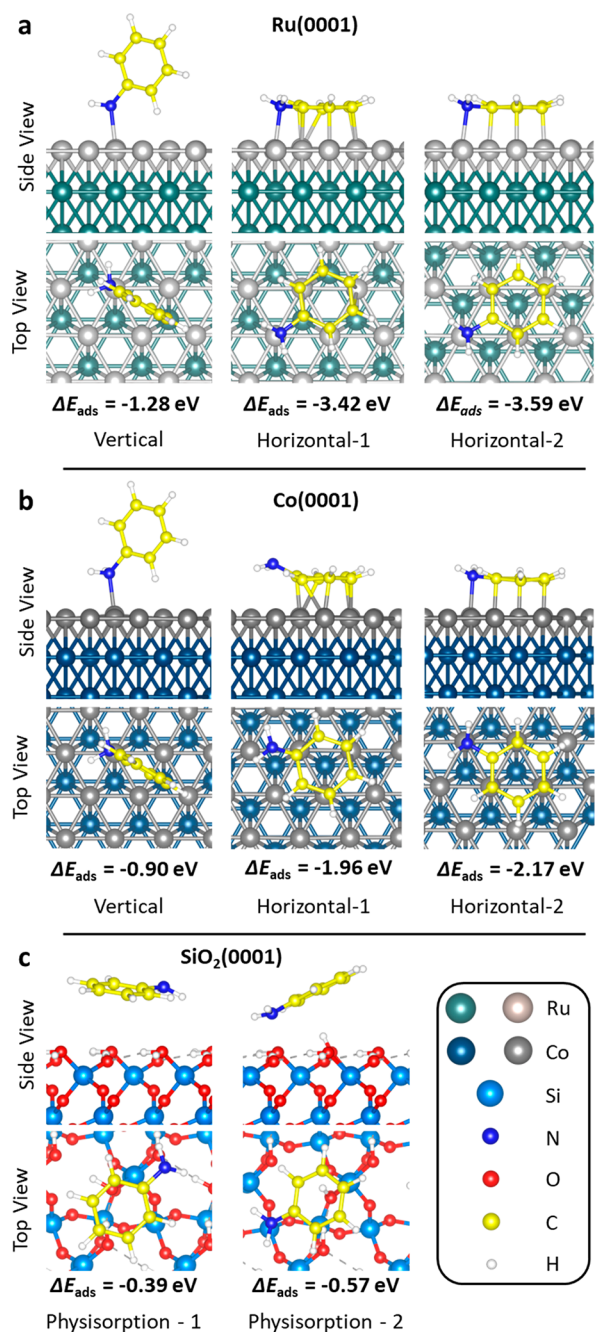 a
Ru(0001)
Side View
Top View
ΔEads = -1.28 eV
ΔEads = -3.42 eV
ΔEads = -3.59 eV
Vertical
Horizontal-1
Horizontal-2
b
Co(0001)
Side View
Top View
ΔEads = -0.90 eV
ΔEads = -1.96 eV
ΔEads = -2.17 eV
Vertical
Horizontal-1
Horizontal-2
c
SiO2(0001)
Side View
Top View
ΔEads = -0.39 eV
ΔEads = -0.57 eV
Physisorption - 1
Physisorption - 2
Ru
Co
Si
N
O
C
H